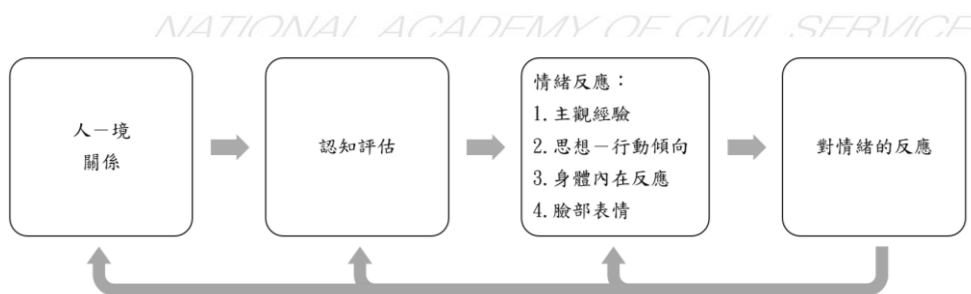 NATIONAL ACADEMY OF CIVIL SERVICE
人－境
關係
認知評估
情緒反應：
1.主觀經驗
2.思想－行動傾向
3.身體內在反應
4.臉部表情
對情緒的反應